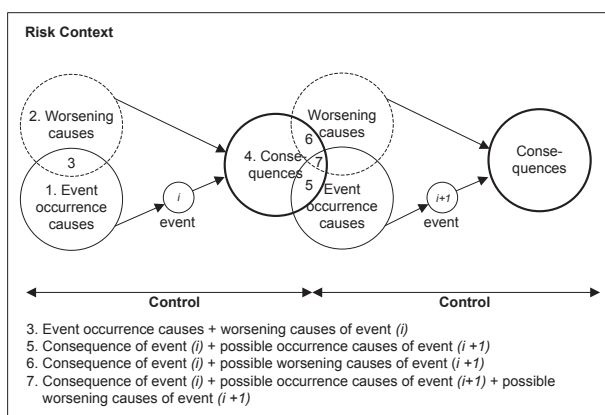 Risk Context
2. Worsening
causes
3
1. Event
occurrence
causes
i
event
4. Conse-
quences
Worsening
causes
6
7
5
Event
occurrence
causes
i+1
event
Conse-
quences
Control
Control
3. Event occurrence causes + worsening causes of event (i)
5. Consequence of event (i) + possible occurrence causes of event (i +1)
6. Consequence of event (i) + possible worsening causes of event (i +1)
7. Consequence of event (i) + possible occurrence causes of event (i+1) + possible
worsening causes of event (i +1)